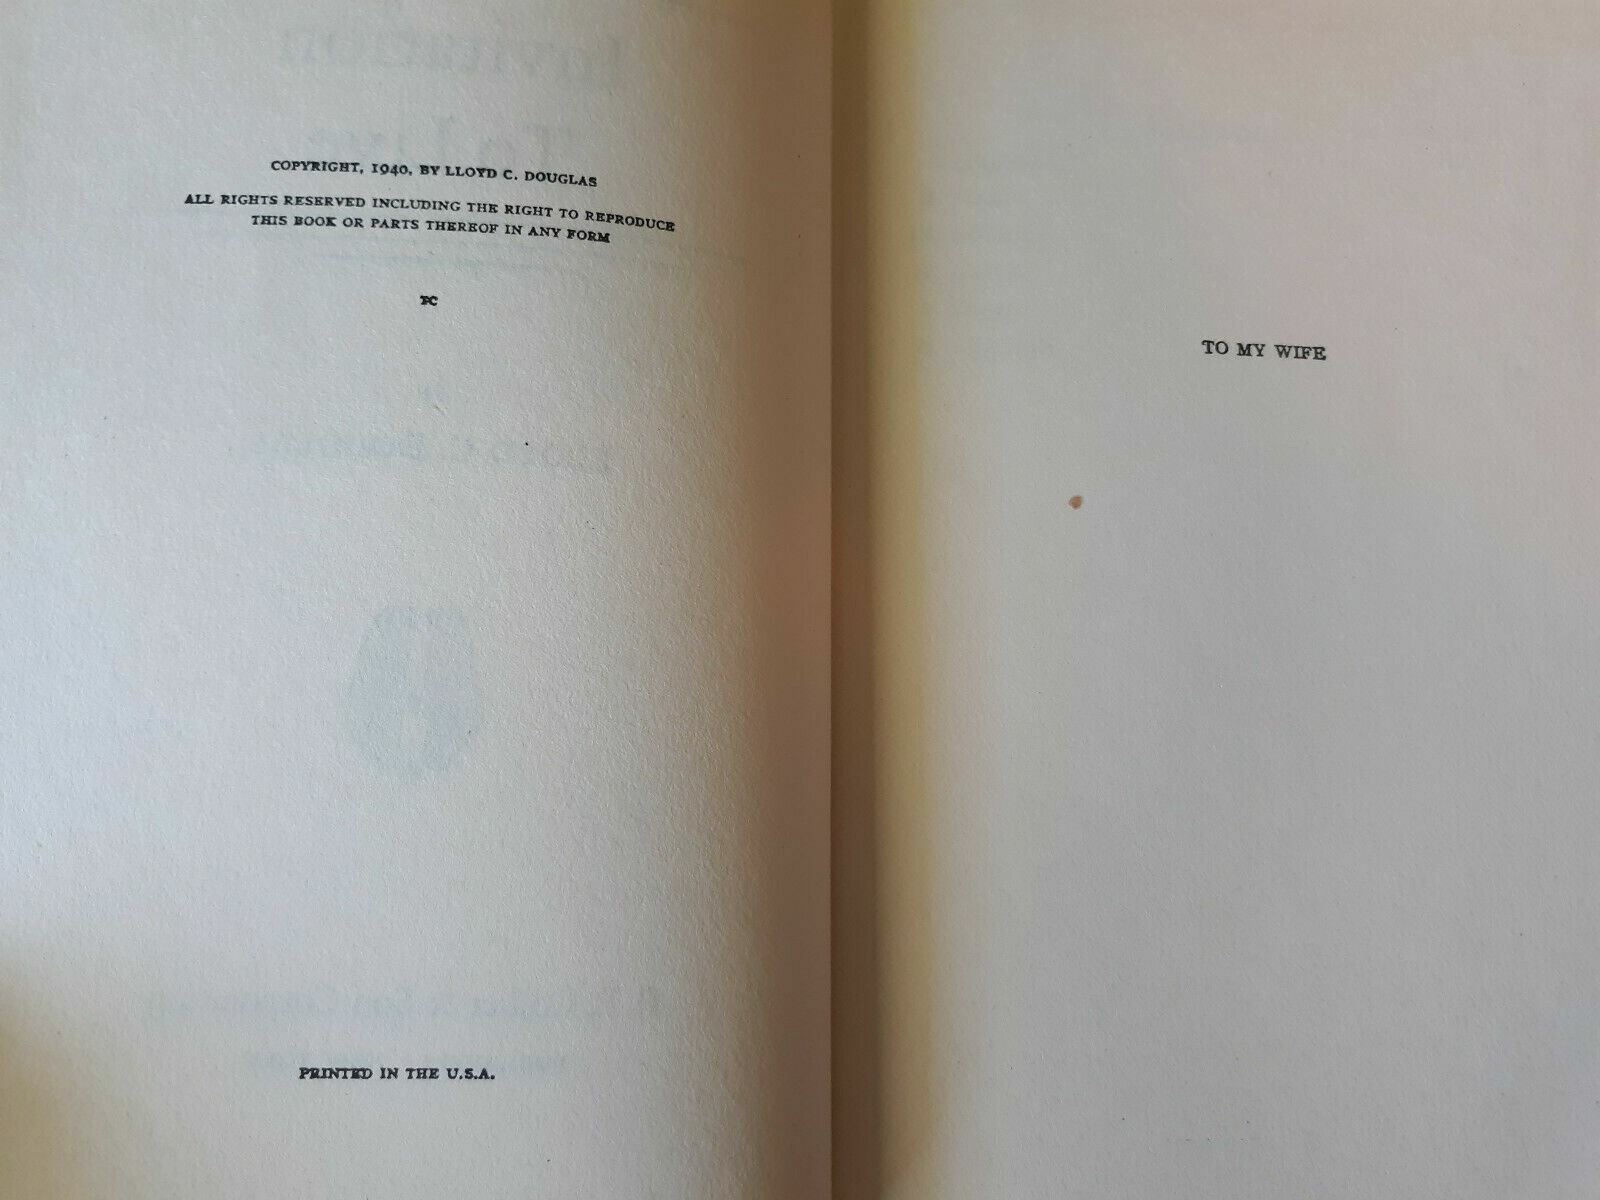 COPYRIGHT, 1940, BY LLOYD C. DOUGLAS
ALL RIGHTS RESERVED INCLUDING THE RIGHT TO REPRODUCE
THIS BOOK OR PARTS THEREOF IN ANY FORM
PRINTED IN THE U.S.A.
TO MY WIFE